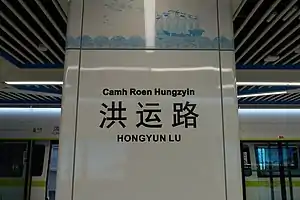 Camh Roen Hungzyin
洪运路
HONGYUN LU